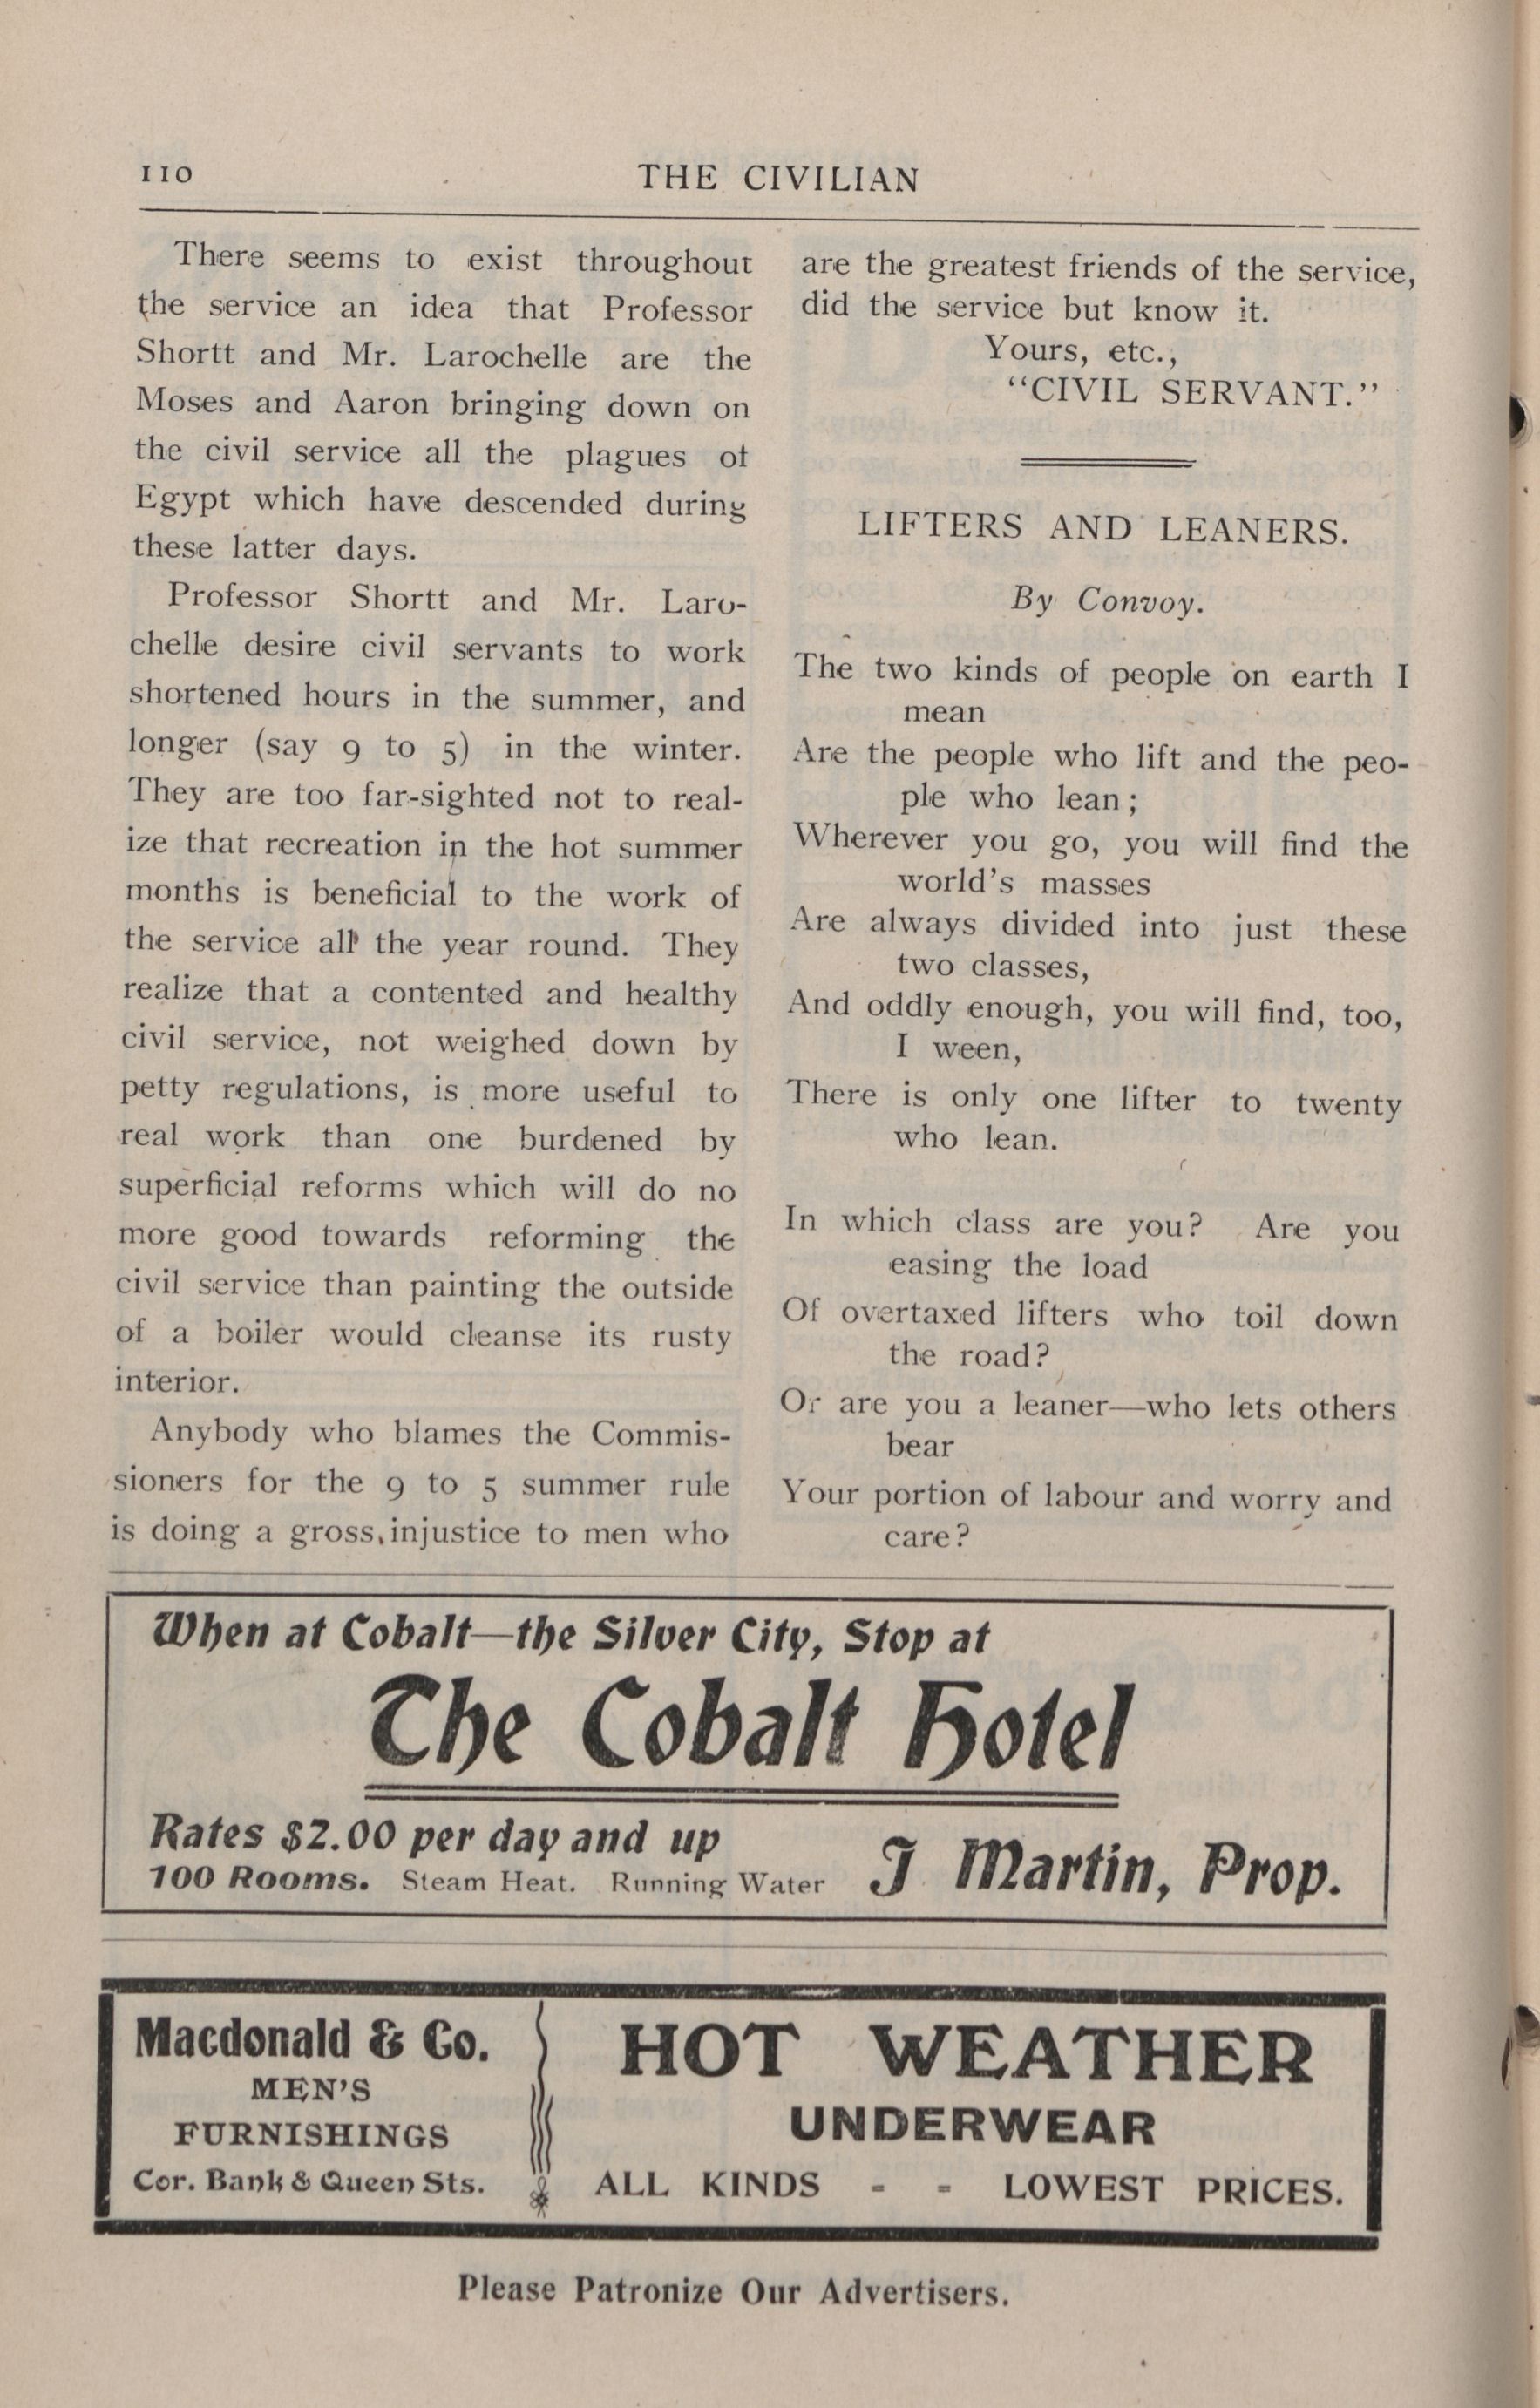 110
THE CIVILIAN
There seems to exist throughout
the service an idea that Professor
Shortt and Mr. Larochelle are the
Moses and Aaron bringing down on
the civil service all the plagues of
Egypt which have descended during
these latter days.
Professor Shortt and Mr. Laro-
chelle desire civil servants to work
shortened hours in the summer, and
longer (say 9 to 5) in the winter.
They are too far-sighted not to real-
ize that recreation in the hot summer
months is beneficial to the work of
the service all the year round. They
realize that a contented and healthy
civil service, not weighed down by
petty regulations, is more useful to
real work than one burdened by
superficial reforms which will do no
more good towards reforming the
civil service than painting the outside
of a boiler would cleanse its rusty
interior.
Anybody who blames the Commis-
sioners for the 9 to 5 summer rule
is doing a gross injustice to men who
are the greatest friends of the service,
did the service but know it.
Yours, etc.,
"CIVIL SERVANT."
LIFTERS AND LEANERS.
By Convoy.
The two kinds of people on earth I
mean
Are the people who lift and the peo-
ple who lean;
Wherever you go, you will find the
world's masses
Are always divided into just these
two classes,
And oddly enough, you will find, too,
I ween,
There is only one lifter to twenty
who lean.
In which class are you? Are you
easing the load
Of overtaxed lifters who toil down
the road?
Or are you a leaner—who lets others
bear
Your portion of labour and worry and
care?
When at Cobalt—the Silver City, Stop at
The Cobalt Hotel
Rates $2.00 per day and up
100 Rooms. Steam Heat. Running Water
J Martin, Prop.
Macdonald & Co.
MEN'S
FURNISHINGS
Cor. Bank & Queen Sts.
HOT WEATHER
UNDERWEAR
ALL KINDS - - LOWEST PRICES.
Please Patronize Our Advertisers.